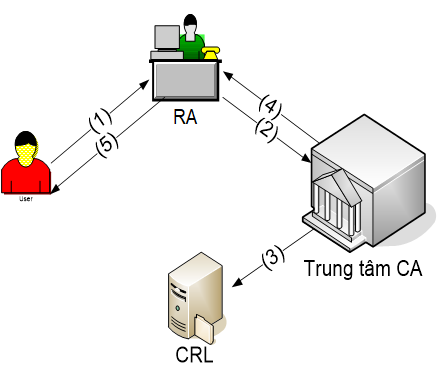 RA
(1)
(5)
(4)
(2)
User
Trung tâm CA
(3)
CRL